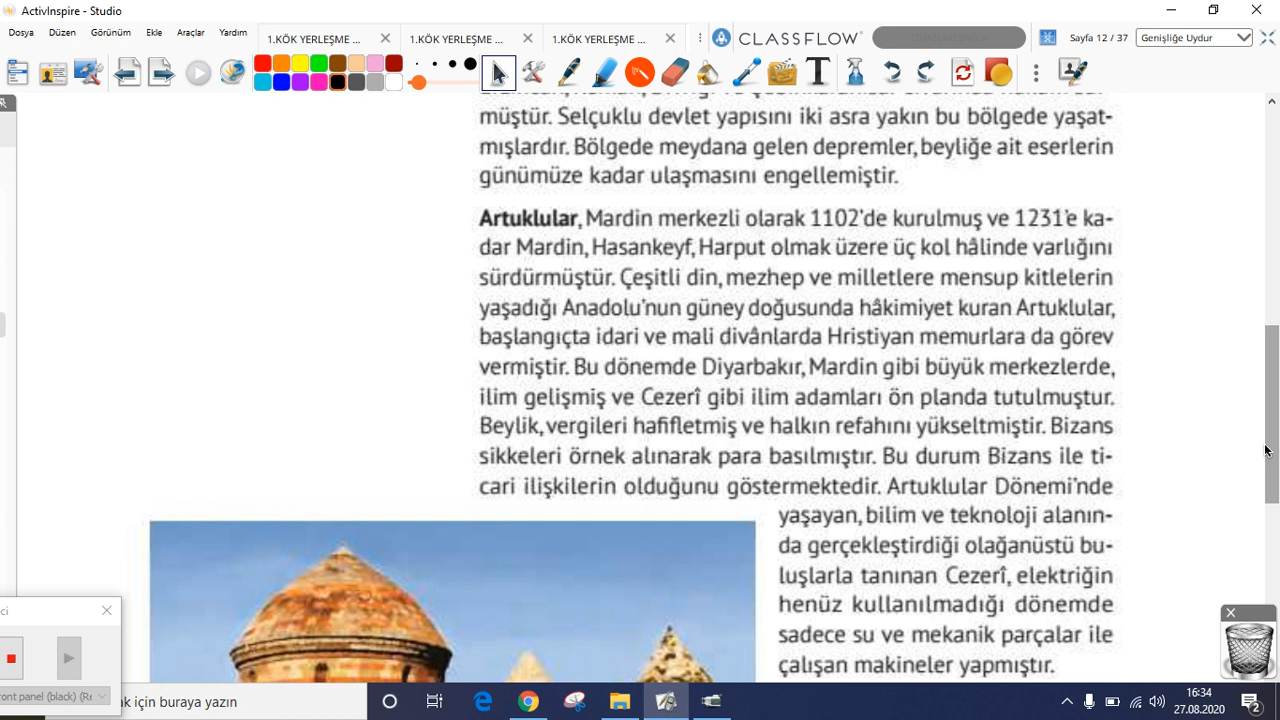 ActivInspire - Studio
Dosya Düzen Görünüm Ekle Araçlar Yardım
1.KÖK YERLEŞME ... 1.KÖK YERLEŞME ... 1.KÖK YERLEŞME ...
CLASSFLOW
Sayfa 12 / 37
Genişliğe Uydur
müştür. Selçuklu devlet yapısını iki asra yakın bu bölgede yaşat-
mışlardır. Bölgede meydana gelen depremler, beyliğe ait eserlerin
günümüze kadar ulaşmasını engellemiştir.
Artuklular, Mardin merkezli olarak 1102'de kurulmuş ve 1231'e ka-
dar Mardin, Hasankeyf, Harput olmak üzere üç kol hâlinde varlığını
sürdürmüştür. Çeşitli din, mezhep ve milletlere mensup kitlelerin
yaşadığı Anadolu'nun güney doğusunda hâkimiyet kuran Artuklular,
başlangıçta idari ve mali divânlarda Hristiyan memurlara da görev
vermiştir. Bu dönemde Diyarbakır, Mardin gibi büyük merkezlerde,
ilim gelişmiş ve Cezerî gibi ilim adamları ön planda tutulmuştur.
Beylik, vergileri hafifletmiş ve halkın refahını yükseltmiştir. Bizans
sikkeleri örnek alınarak para basılmıştır. Bu durum Bizans ile ti-
cari ilişkilerin olduğunu göstermektedir. Artuklular Dönemi'nde
yaşayan, bilim ve teknoloji alanın-
da gerçekleştirdiği olağanüstü bu-
luşlarla tanınan Cezerî, elektriğin
henüz kullanılmadığı dönemde
sadece su ve mekanik parçalar ile
çalışan makineler yapmıştır.
ci
ront panel (black) (Re
ak için buraya yazın
16:34
27.08.2020
2